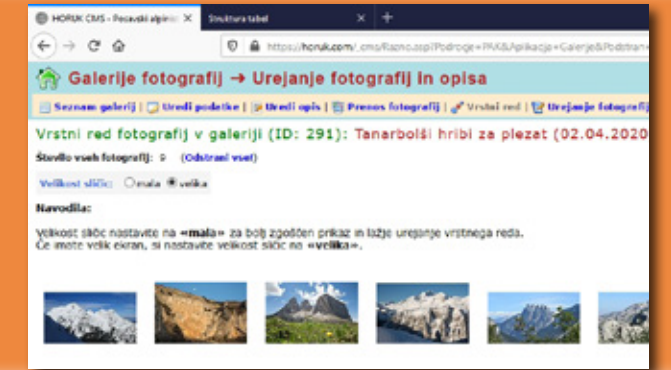 HORUK CMS - Pecavski alpinis
Struktura tabel
https://horuk.com/_cms/Razno.asp?Podrocje=PAK&Aplikacija=Galerije&Podstran=
Galerije fotografij → Urejanje fotografij in opisa
Seznam galerij | Uredi podatke | Uredi opis | Prenos fotografij | Vrstni red | Urejanje fotografij
Vrstni red fotografij v galeriji (ID: 291): Tanarbolši hribi za plezat (02.04.2020
Število vseh fotografij: 9 (Odstrani vse!)
Velikost sličic: mala velika
Navodila:
Velikost sličic nastavite na «mala» za bolj zgoščen prikaz in lažje urejanje vrstnega reda.
Če imate velik ekran, si nastavite velikost sličic na «velika».